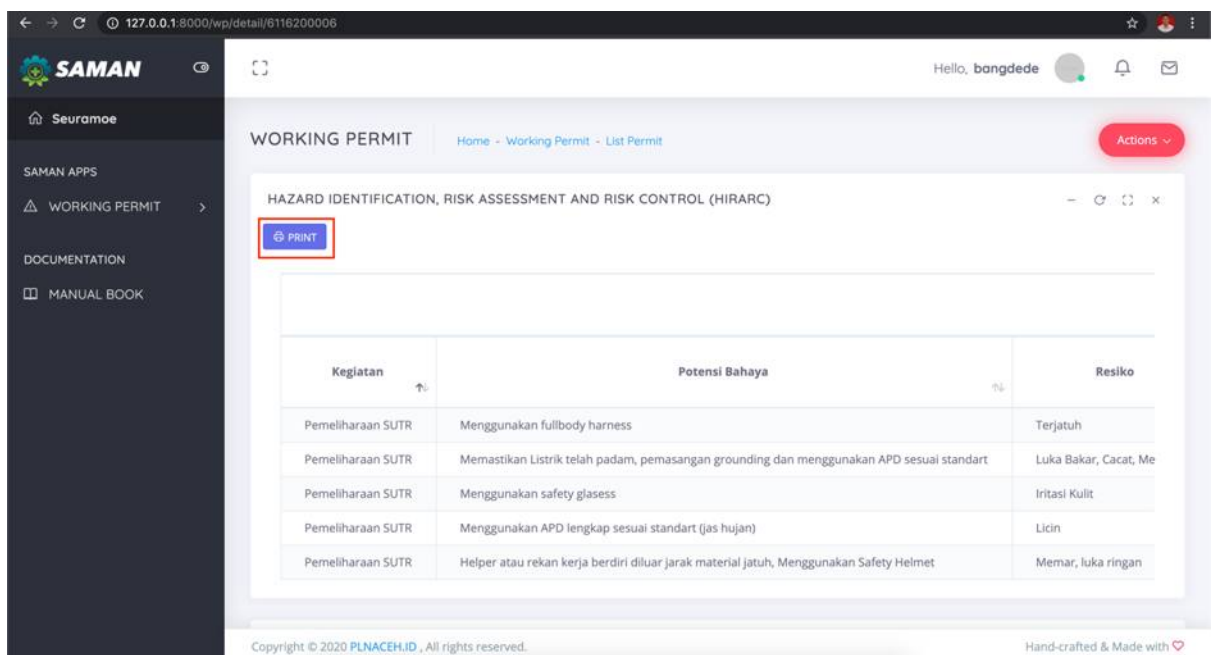 127.0.0.1:8000/wp/detail/6116200006
SAMAN
Hello, bangdede
Seuramoe
WORKING PERMIT
Home - Working Permit - List Permit
Actions
SAMAN APPS
WORKING PERMIT
HAZARD IDENTIFICATION, RISK ASSESSMENT AND RISK CONTROL (HIRARC)
PRINT
DOCUMENTATION
MANUAL BOOK
Kegiatan Potensi Bahaya Resiko
Pemeliharaan SUTR Menggunakan fullbody harness Terjatuh
Pemeliharaan SUTR Memastikan Listrik telah padam, pemasangan grounding dan menggunakan APD sesuai standart Luka Bakar, Cacat, Me
Pemeliharaan SUTR Menggunakan safety glasess Iritasi Kulit
Pemeliharaan SUTR Menggunakan APD lengkap sesuai standart (jas hujan) Licin
Pemeliharaan SUTR Helper atau rekan kerja berdiri diluar jarak material jatuh, Menggunakan Safety Helmet Memar, luka ringan
Copyright © 2020 PLNACEH.ID , All rights reserved. Hand-crafted & Made with